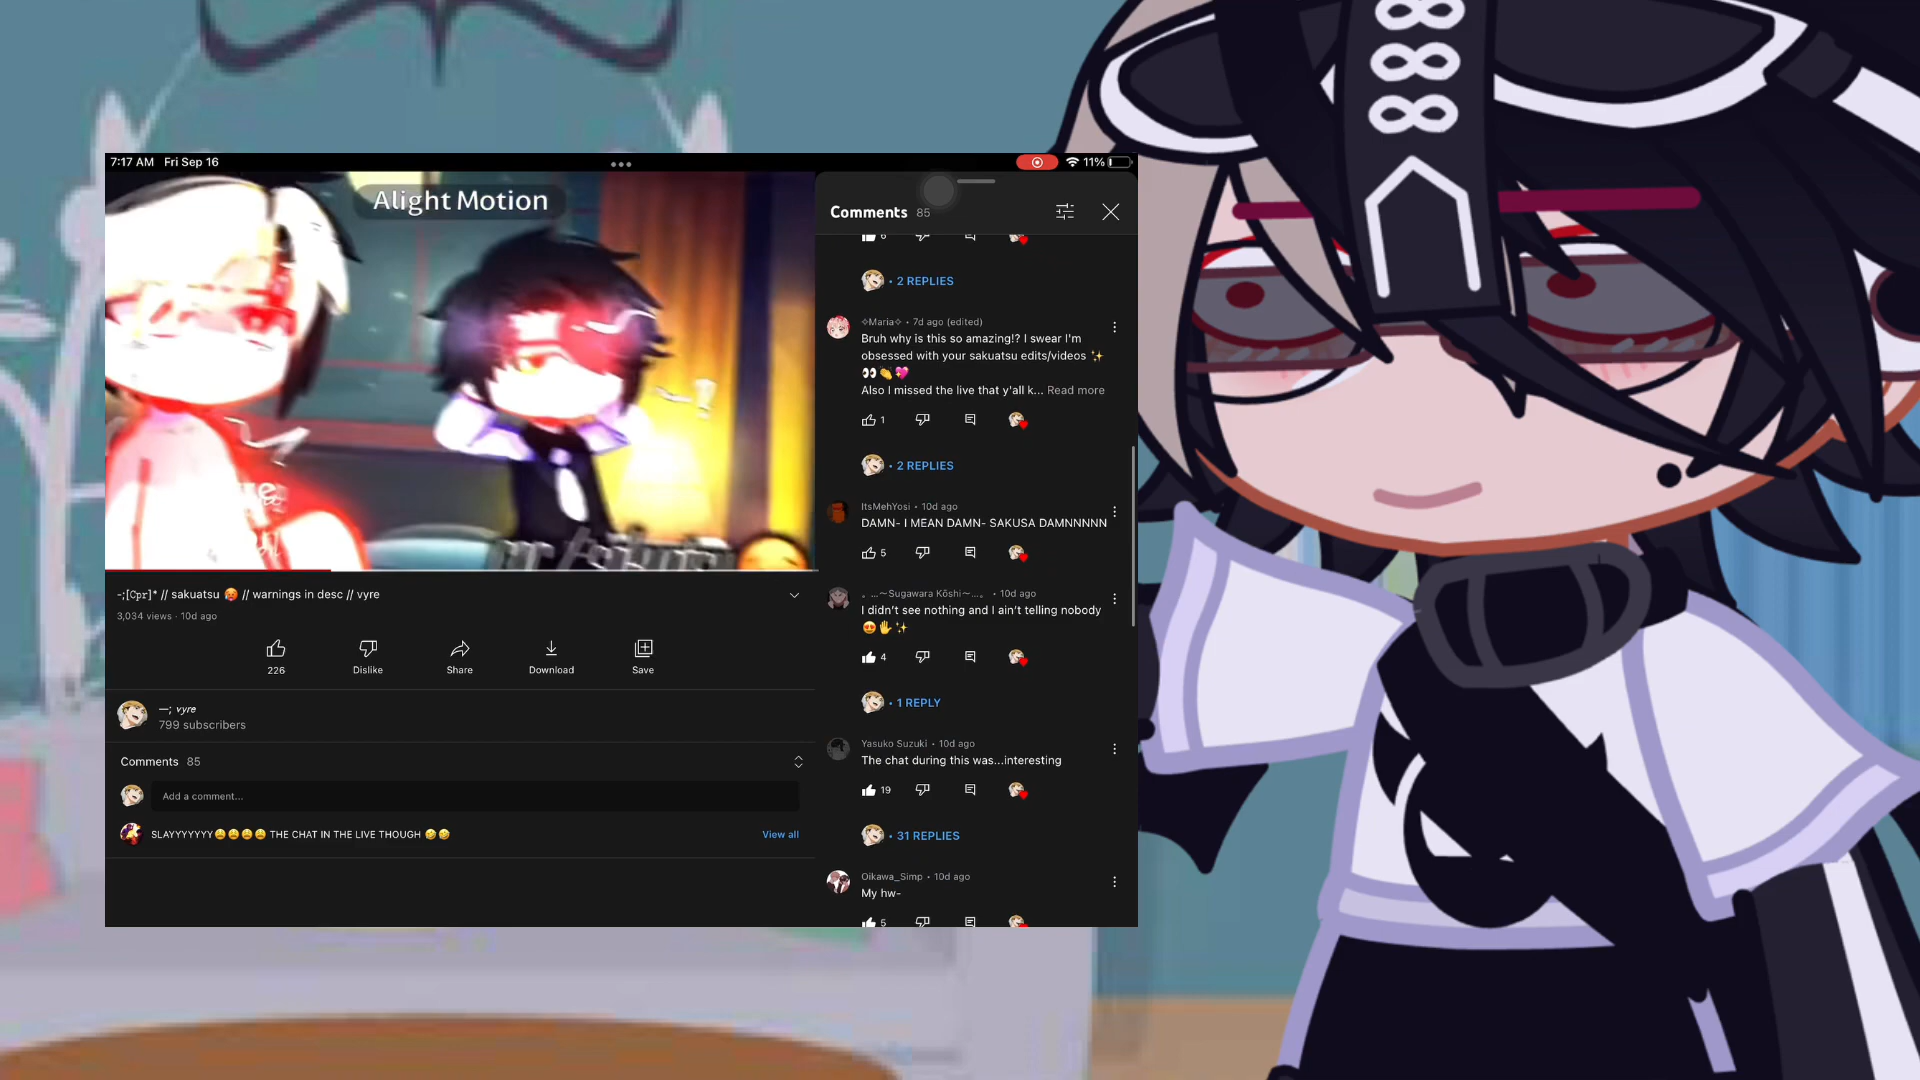 7:17 AM Fri Sep 16
11%
Alight Motion
Comments 85
6
• 2 REPLIES
✧Maria✧ • 7d ago (edited)
Bruh why is this so amazing!? I swear I'm
obsessed with your sakuatsu edits/videos ✨
👀👏💖
Also I missed the live that y'all k... Read more
1
• 2 REPLIES
ItsMehYosi • 10d ago
DAMN- I MEAN DAMN- SAKUSA DAMNNNNN
5
。...〜Sugawara Kōshi〜...。 • 10d ago
I didn't see nothing and I ain't telling nobody
😍🖐✨
4
• 1 REPLY
Yasuko Suzuki • 10d ago
The chat during this was...interesting
19
• 31 REPLIES
Oikawa_Simp • 10d ago
My hw-
5
-;[Cpr]* // sakuatsu 🥵 // warnings in desc // vyre
3,034 views · 10d ago
226
Dislike
Share
Download
Save
—; vyre
799 subscribers
Comments 85
Add a comment...
SLAYYYYYYY😩😩😩😩 THE CHAT IN THE LIVE THOUGH 🤣🤣
View all